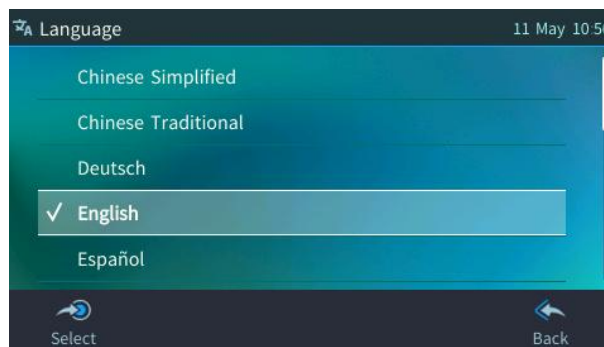 Language
11 May 10:5
Chinese Simplified
Chinese Traditional
Deutsch
✓ English
Español
Select
Back